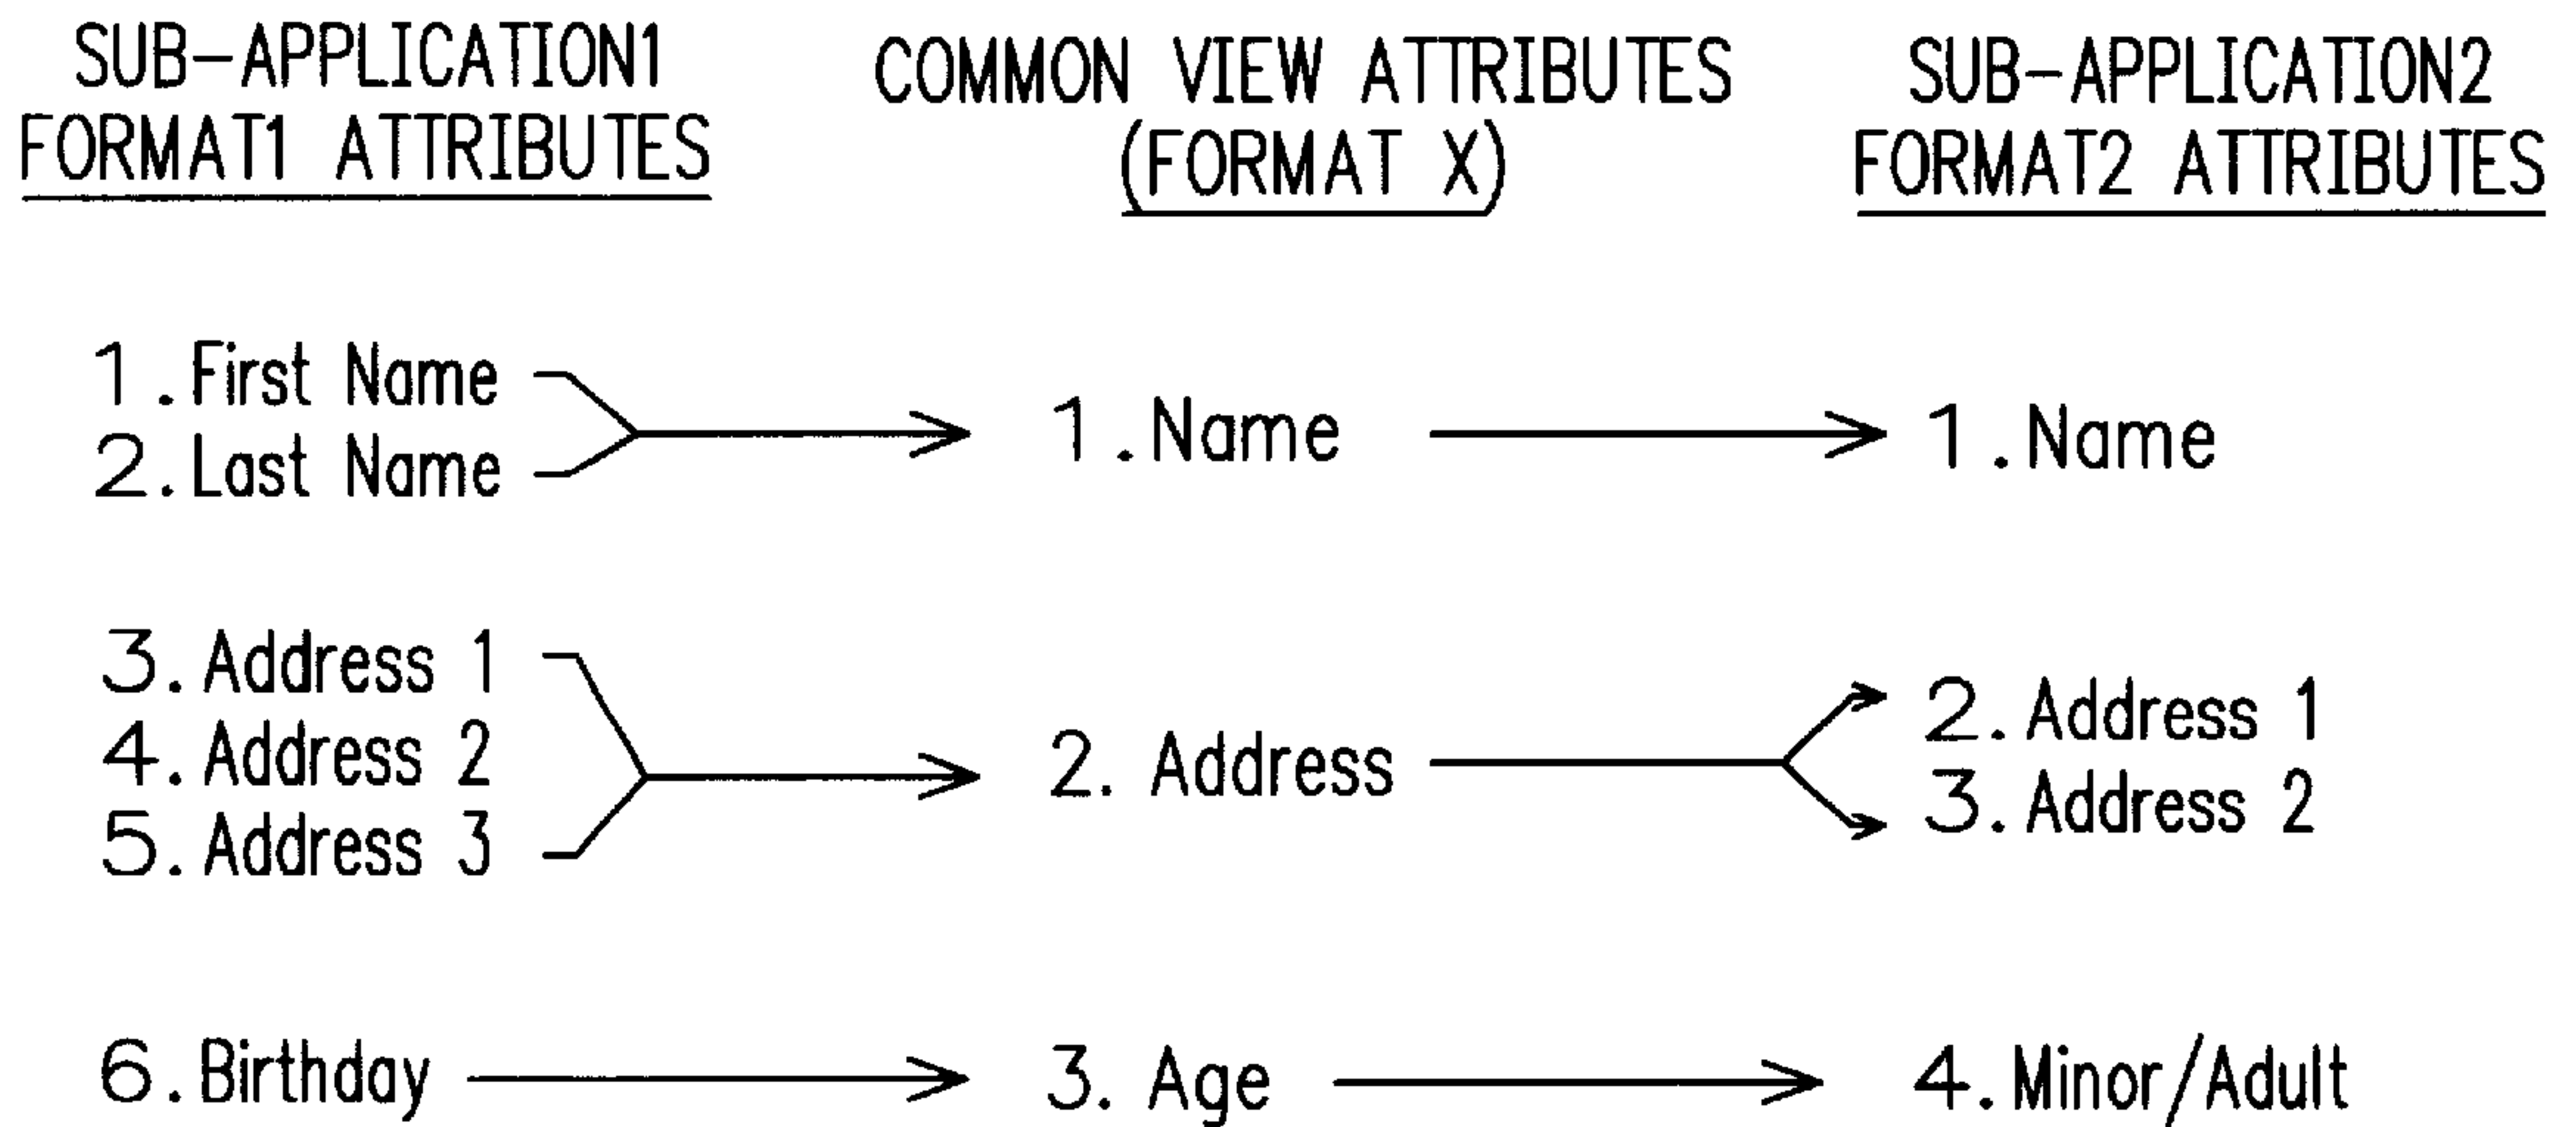 SUB-APPLICATION1
FORMAT1 ATTRIBUTES
COMMON VIEW ATTRIBUTES
(FORMAT X)
SUB-APPLICATION2
FORMAT2 ATTRIBUTES
1. First Name
2. Last Name
1. Name
1. Name
3. Address 1
4. Address 2
5. Address 3
2. Address
2. Address 1
3. Address 2
6. Birthday
3. Age
4. Minor/Adult